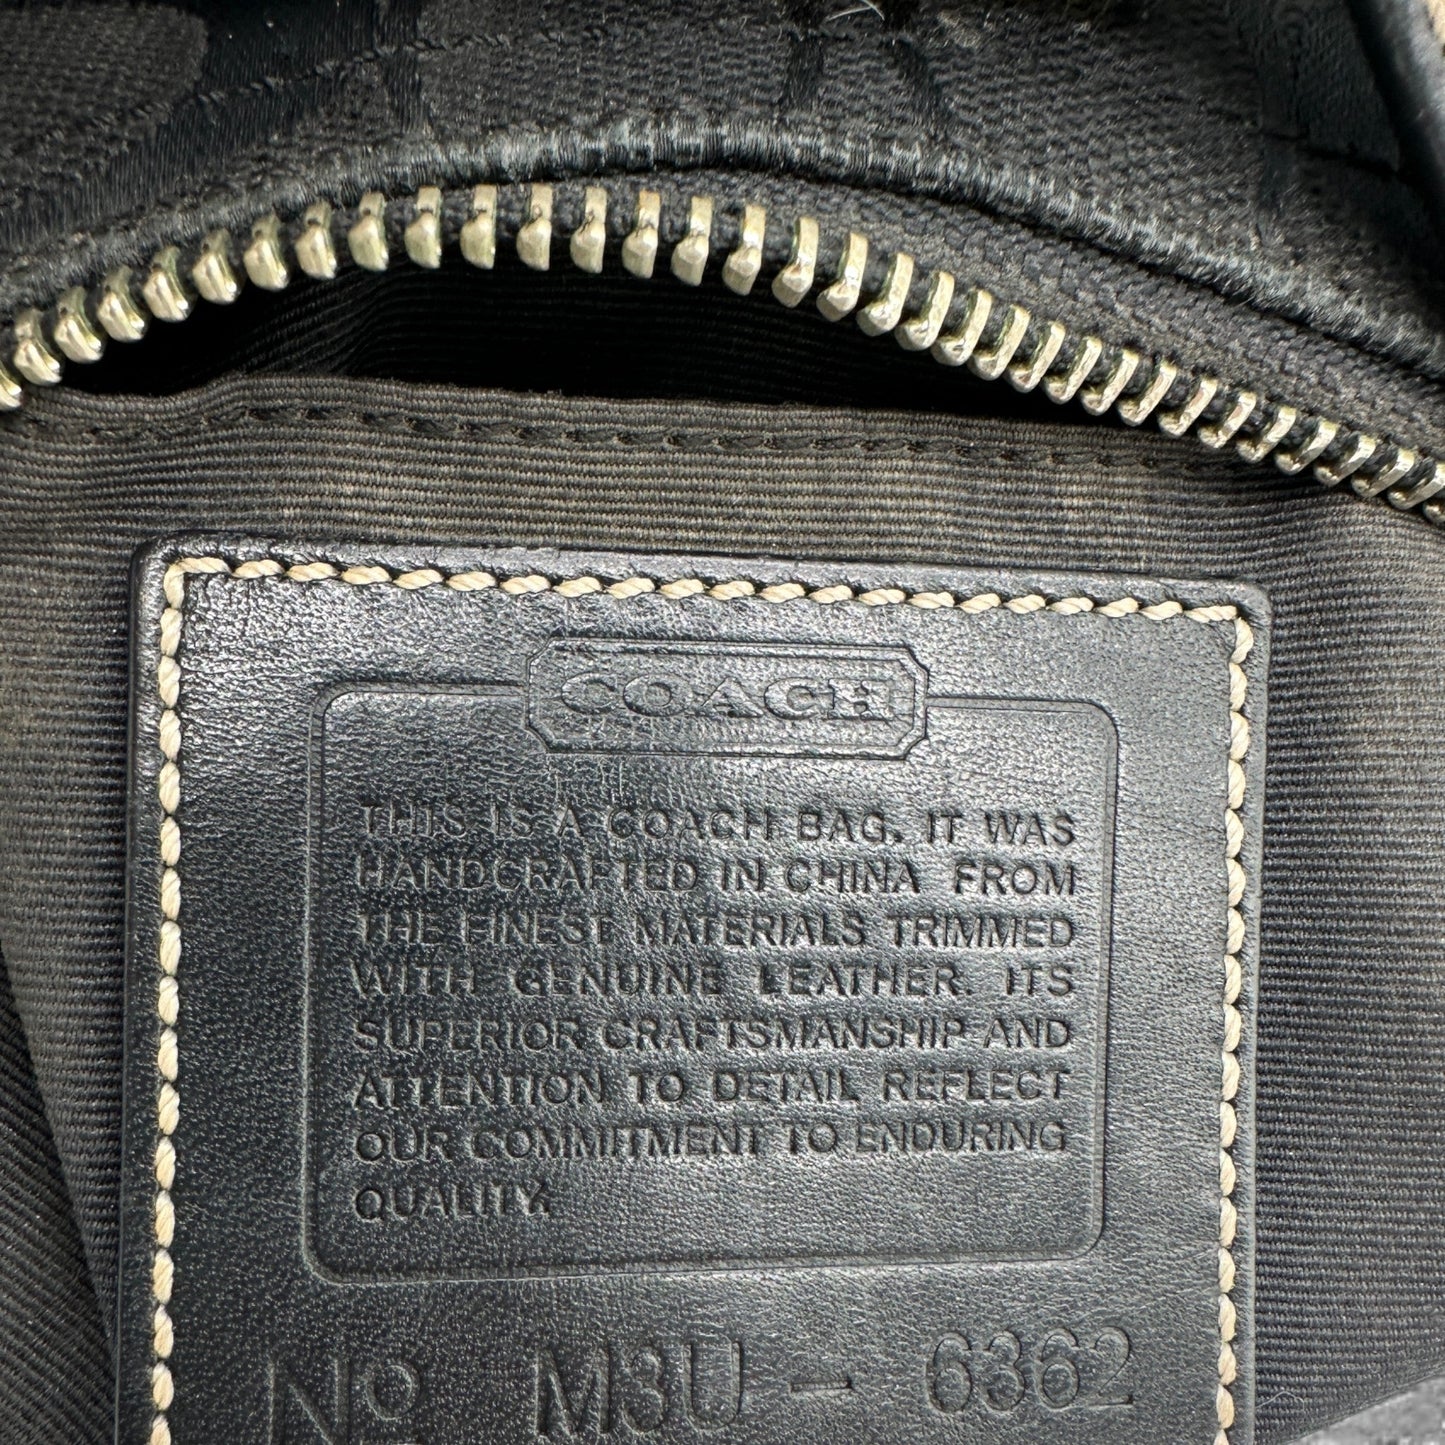 COACH
THIS IS A COACH BAG. IT WAS
HANDCRAFTED IN CHINA FROM
THE FINEST MATERIALS TRIMMED
WITH GENUINE LEATHER. ITS
SUPERIOR CRAFTSMANSHIP AND
ATTENTION TO DETAIL REFLECT
OUR COMMITMENT TO ENDURING
QUALITY.
Nº M3U - 6362